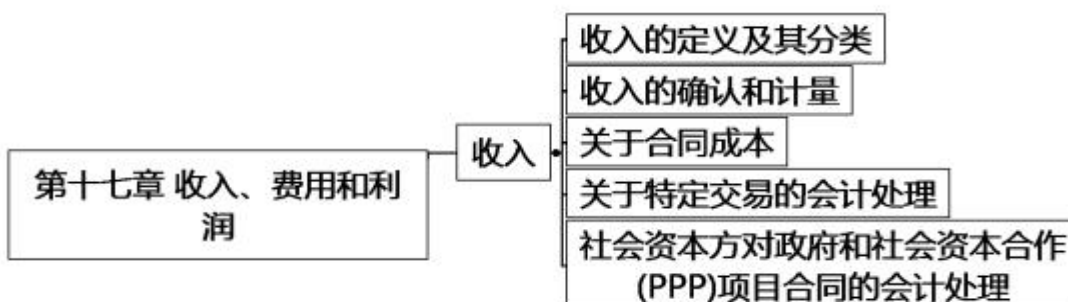 第十七章 收入、费用和利
润
收入
收入的定义及其分类
收入的确认和计量
关于合同成本
关于特定交易的会计处理
社会资本方对政府和社会资本合作
(PPP)项目合同的会计处理